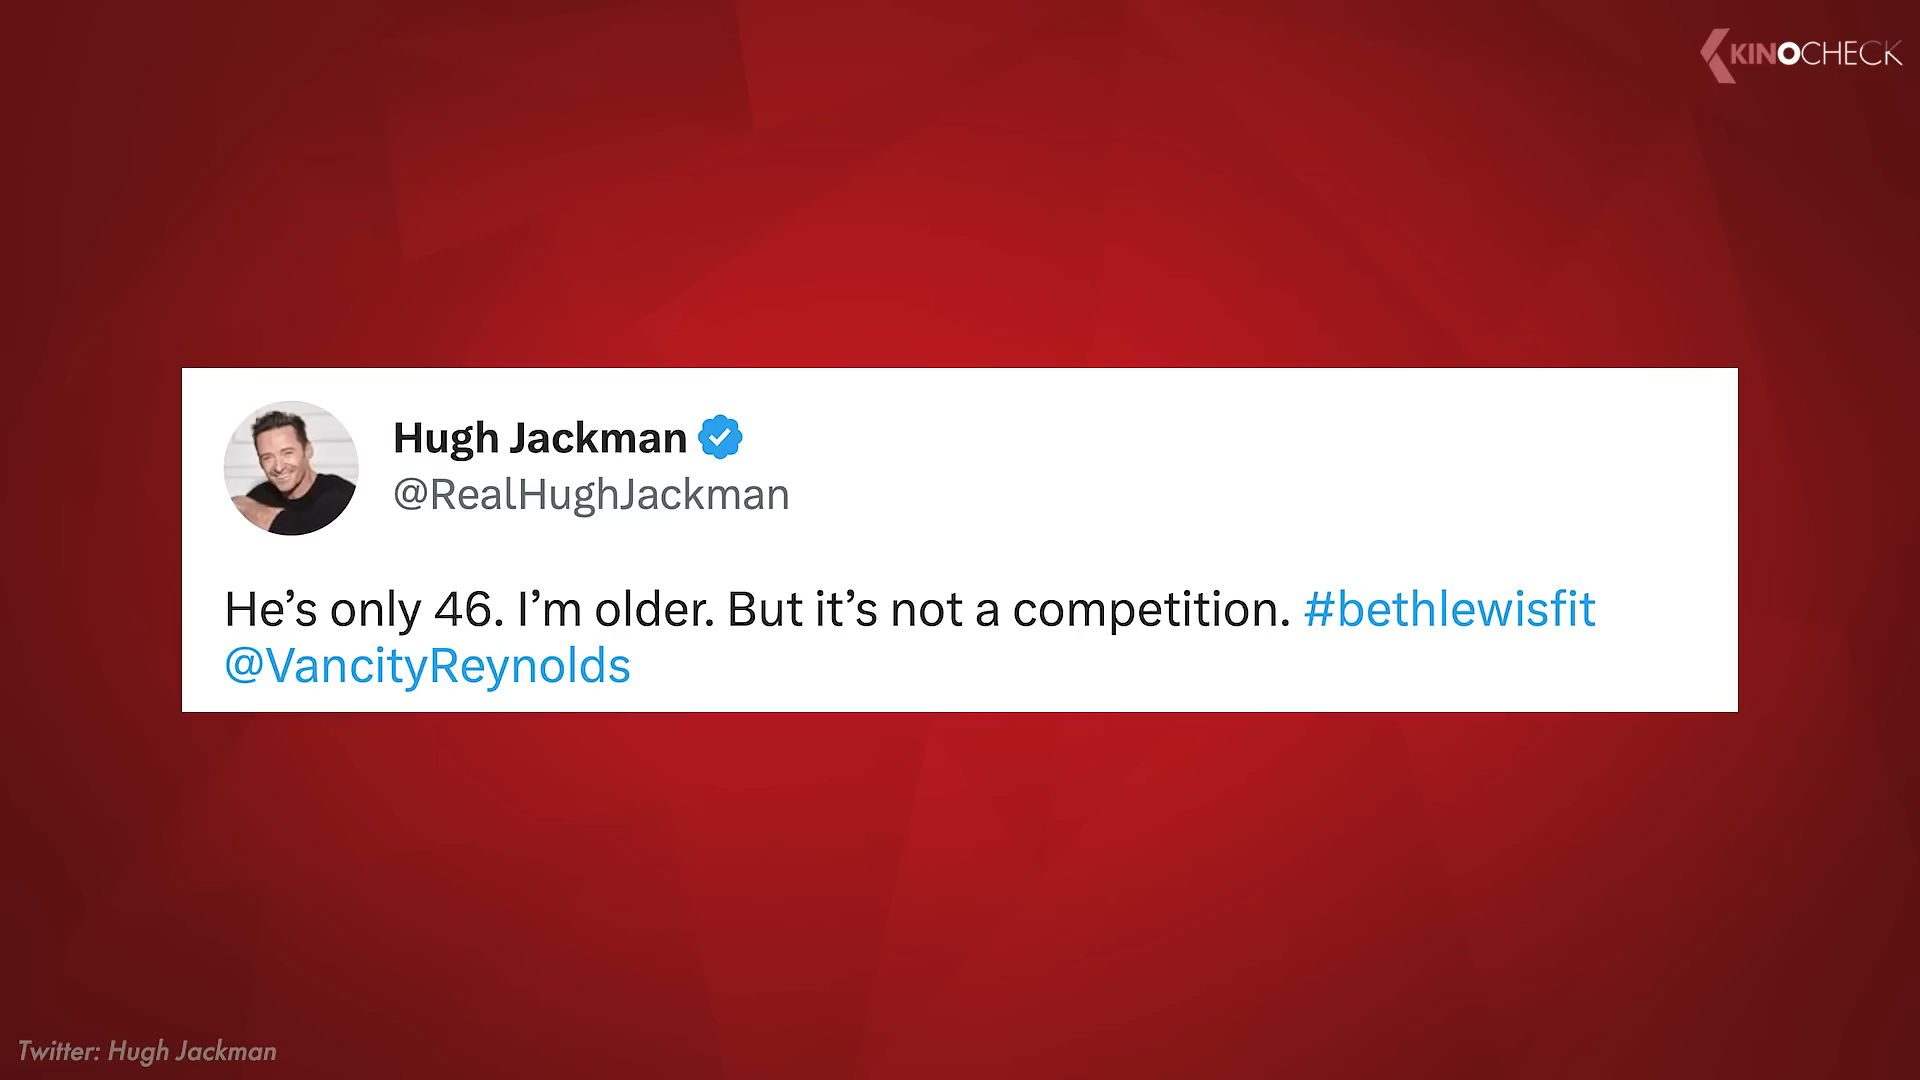 KINOCHECK
Hugh Jackman
@RealHughJackman
He’s only 46. I’m older. But it’s not a competition. #bethlewisfit
@VancityReynolds
Twitter: Hugh Jackman